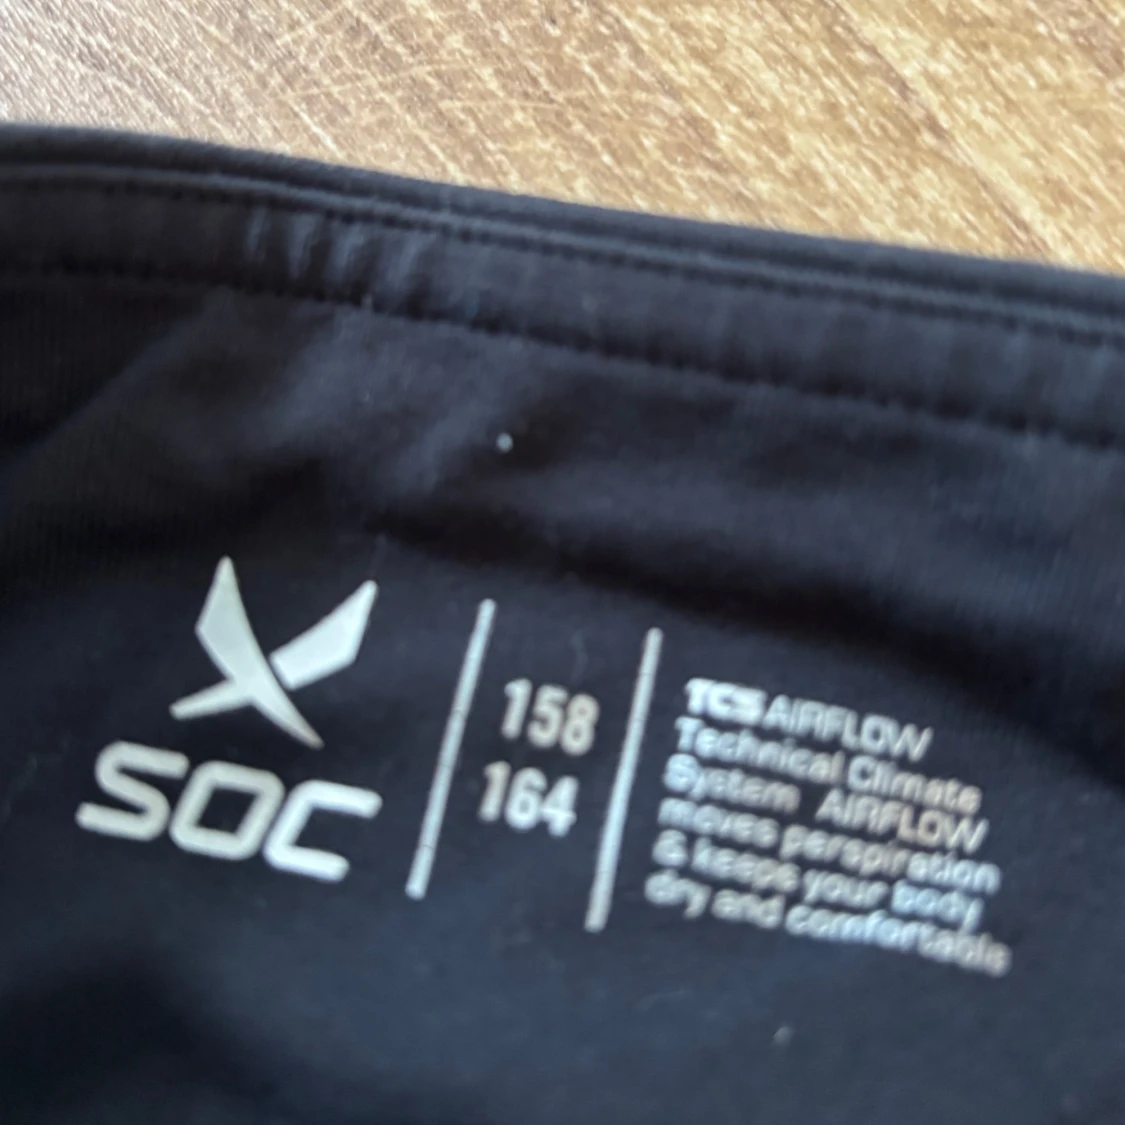 SOC
158
164
TCS AIRFLOW
Technical Climate
System AIRFLOW
moves perspiration
& keeps your body
dry and comfortable